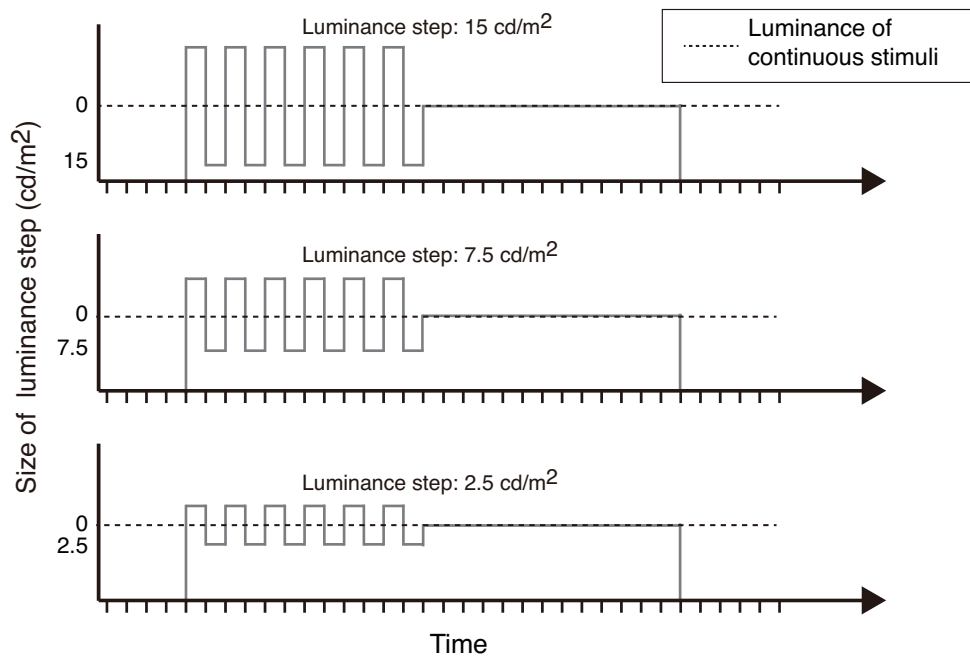 Luminance step: 15 cd/m2
Luminance of
continuous stimuli
0
15
Luminance step: 7.5 cd/m2
0
7.5
Luminance step: 2.5 cd/m2
0
2.5
Size of luminance step (cd/m2)
Time